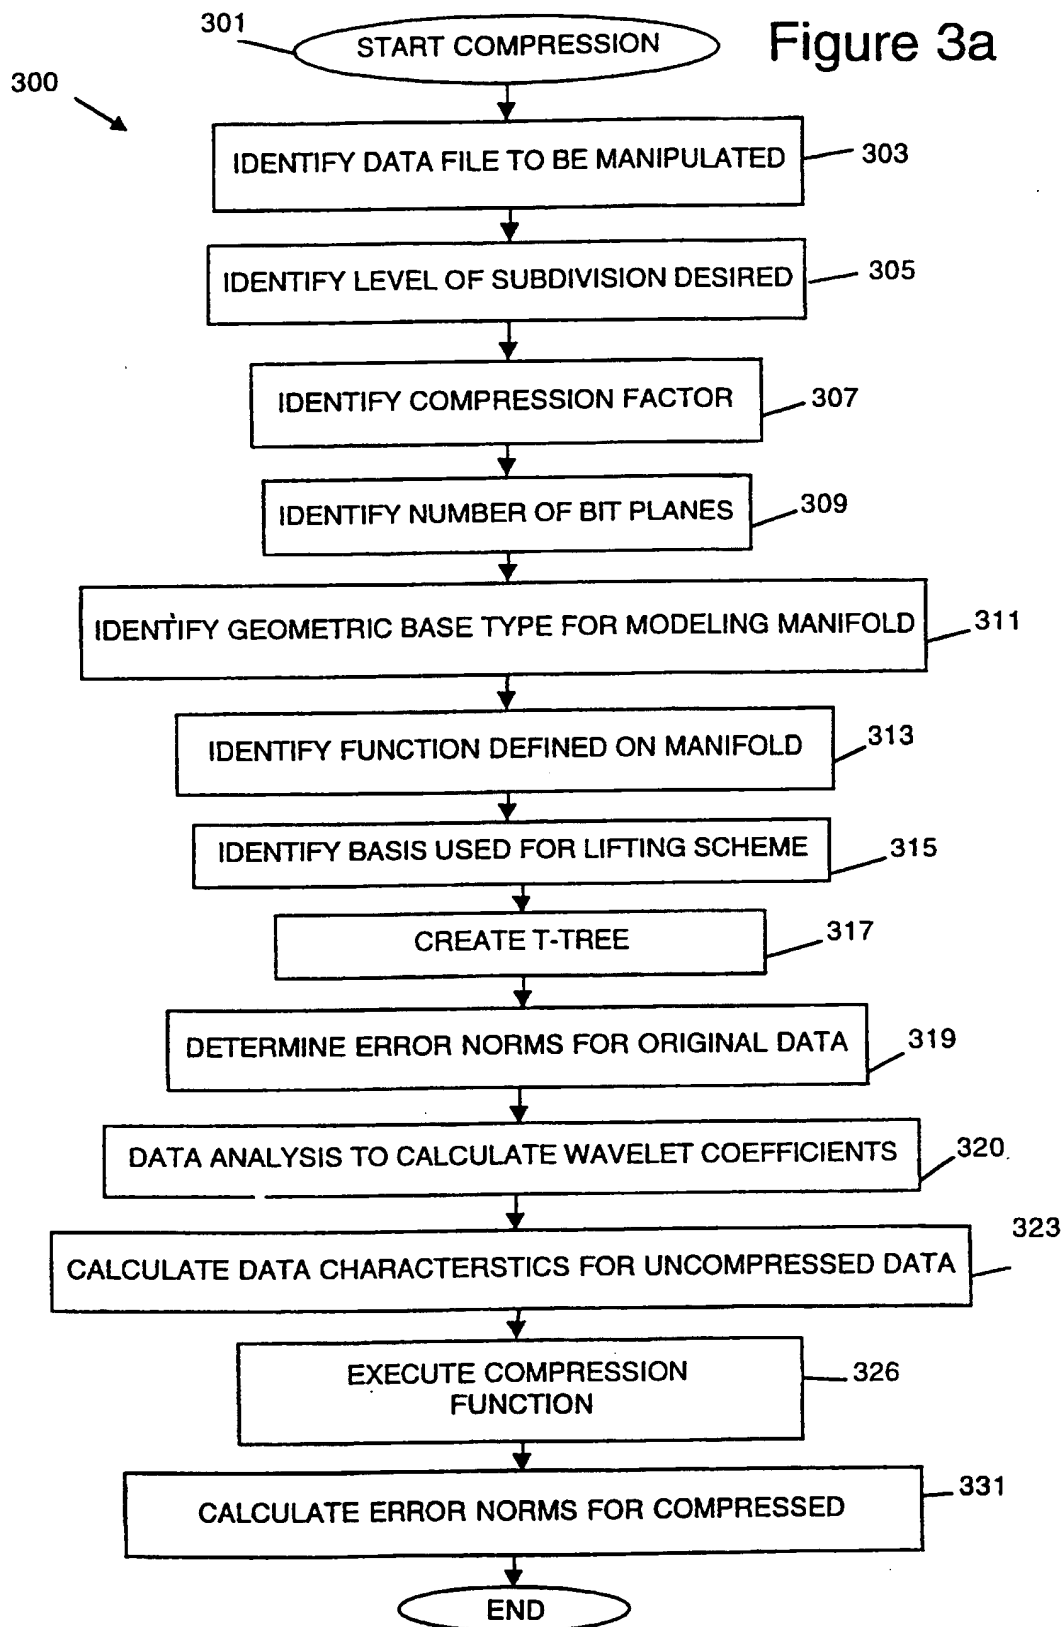 Figure 3a
301
START COMPRESSION
300
IDENTIFY DATA FILE TO BE MANIPULATED
303
IDENTIFY LEVEL OF SUBDIVISION DESIRED
305
IDENTIFY COMPRESSION FACTOR
307
IDENTIFY NUMBER OF BIT PLANES
309
IDENTIFY GEOMETRIC BASE TYPE FOR MODELING MANIFOLD
311
IDENTIFY FUNCTION DEFINED ON MANIFOLD
313
IDENTIFY BASIS USED FOR LIFTING SCHEME
315
CREATE T-TREE
317
DETERMINE ERROR NORMS FOR ORIGINAL DATA
319
DATA ANALYSIS TO CALCULATE WAVELET COEFFICIENTS
320
CALCULATE DATA CHARACTERSTICS FOR UNCOMPRESSED DATA
323
EXECUTE COMPRESSION
FUNCTION
326
CALCULATE ERROR NORMS FOR COMPRESSED
331
END